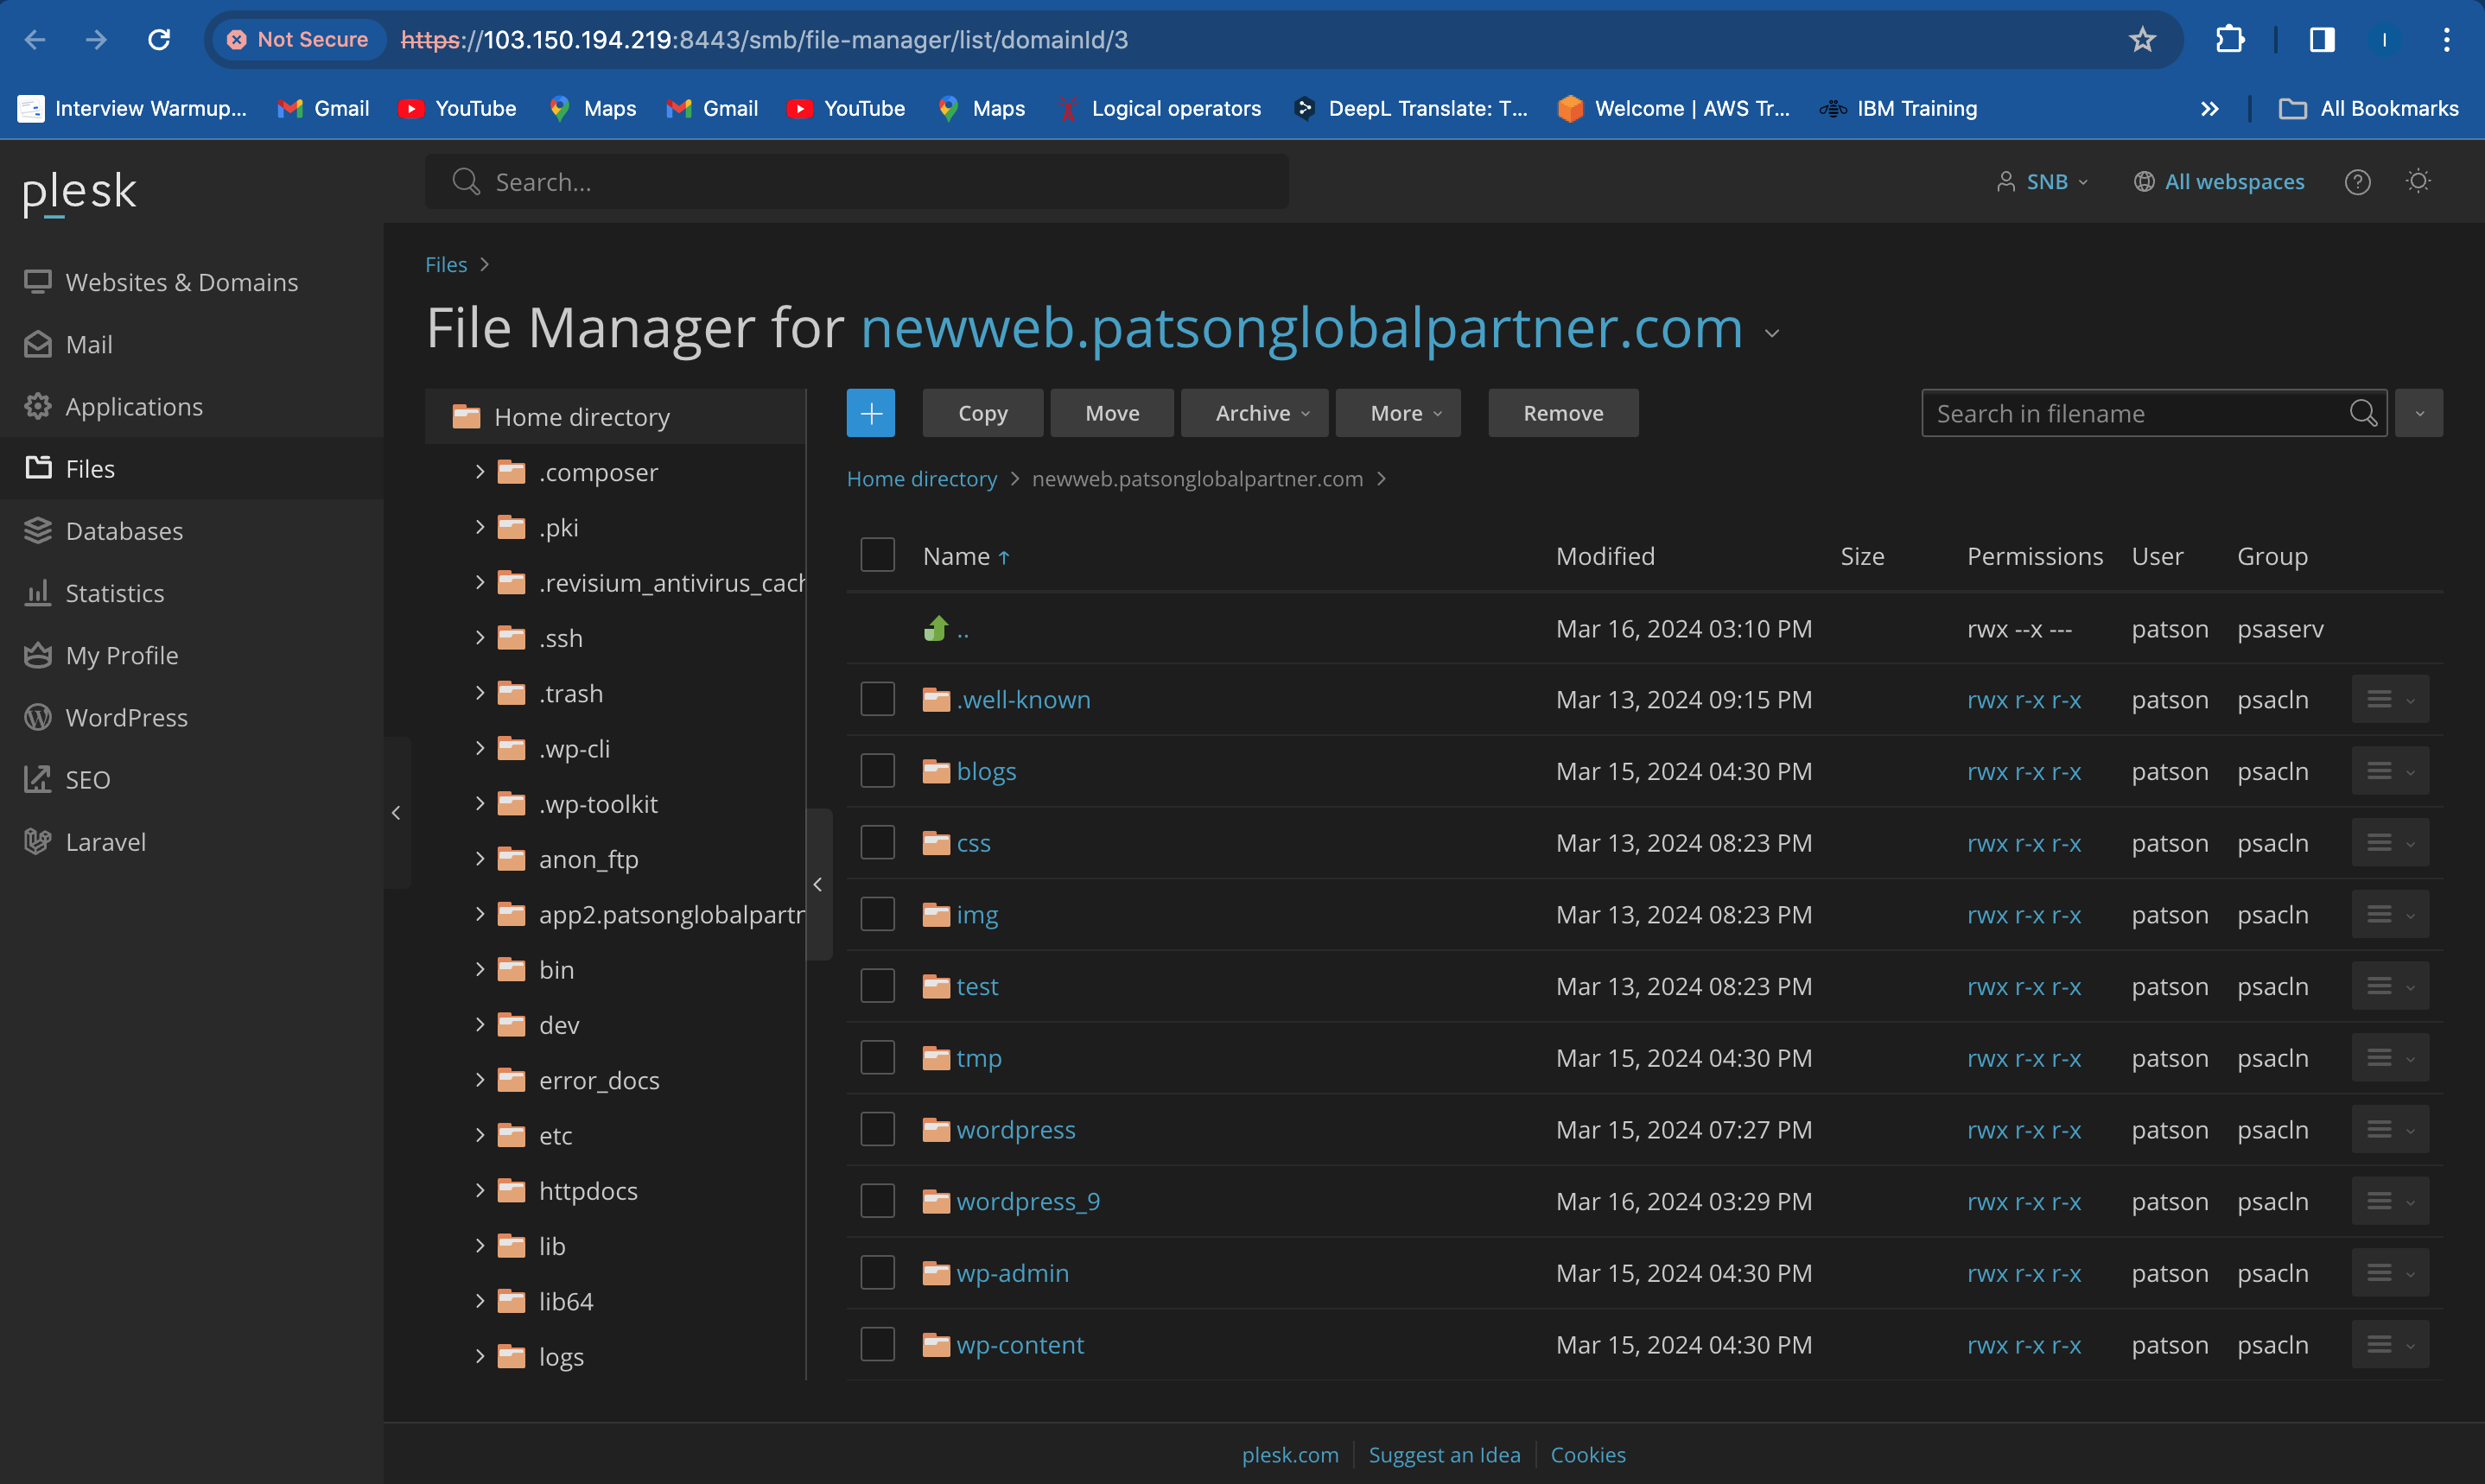 Not Secure https://103.150.194.219:8443/smb/file-manager/list/domainId/3 I
Interview Warmup... Gmail YouTube Maps Gmail YouTube Maps Logical operators DeepL Translate: T... Welcome | AWS Tr... IBM Training » All Bookmarks
plesk
Search...
SNB All webspaces ?
Websites & Domains
Mail
Applications
Files
Databases
Statistics
My Profile
WordPress
SEO
Laravel
Files >
File Manager for newweb.patsonglobalpartner.com
Home directory
.composer
.pki
.revisium_antivirus_cach
.ssh
.trash
.wp-cli
.wp-toolkit
anon_ftp
app2.patsonglobalpartn
bin
dev
error_docs
etc
httpdocs
lib
lib64
logs
+ Copy Move Archive More Remove Search in filename
Home directory > newweb.patsonglobalpartner.com >
Name ↑ Modified Size Permissions User Group
.. Mar 16, 2024 03:10 PM rwx --x --- patson psaserv
.well-known Mar 13, 2024 09:15 PM rwx r-x r-x patson psacln
blogs Mar 15, 2024 04:30 PM rwx r-x r-x patson psacln
css Mar 13, 2024 08:23 PM rwx r-x r-x patson psacln
img Mar 13, 2024 08:23 PM rwx r-x r-x patson psacln
test Mar 13, 2024 08:23 PM rwx r-x r-x patson psacln
tmp Mar 15, 2024 04:30 PM rwx r-x r-x patson psacln
wordpress Mar 15, 2024 07:27 PM rwx r-x r-x patson psacln
wordpress_9 Mar 16, 2024 03:29 PM rwx r-x r-x patson psacln
wp-admin Mar 15, 2024 04:30 PM rwx r-x r-x patson psacln
wp-content Mar 15, 2024 04:30 PM rwx r-x r-x patson psacln
plesk.com Suggest an Idea Cookies